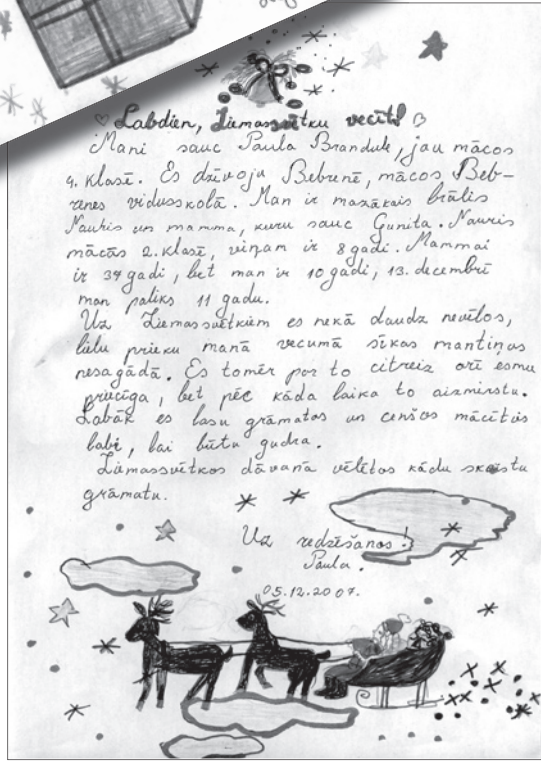 Labdien, Ziemassvētku vecīt!
Mani sauc Paula Brandule, jau mācos
4. klasē. Es dzīvoju Bebrenē, mācos Beb-
renes vidusskolā. Man ir mazākais brālis
Nauris un mamma, kuru sauc Gunita. Nauris
mācās 2. klasē, viņam ir 8 gadi. Mammai
ir 34 gadi, bet man ir 10 gadi, 13. decembrī
man paliks 11 gadu.
Uz Ziemassvētkiem es nekā daudz nevēlos,
lielu prieku manā vecumā sīkas mantiņas
nesagādā. Es tomēr par to citreiz arī esmu
priecīga, bet pēc kāda laika to aizmirstu.
Labāk es lasu grāmatas un cenšos mācīties
labi, lai būtu gudra.
Ziemassvētkos dāvanā vēlētos kādu skaistu
grāmatu.
Uz redzēšanos!
Paula.
05.12.2007.